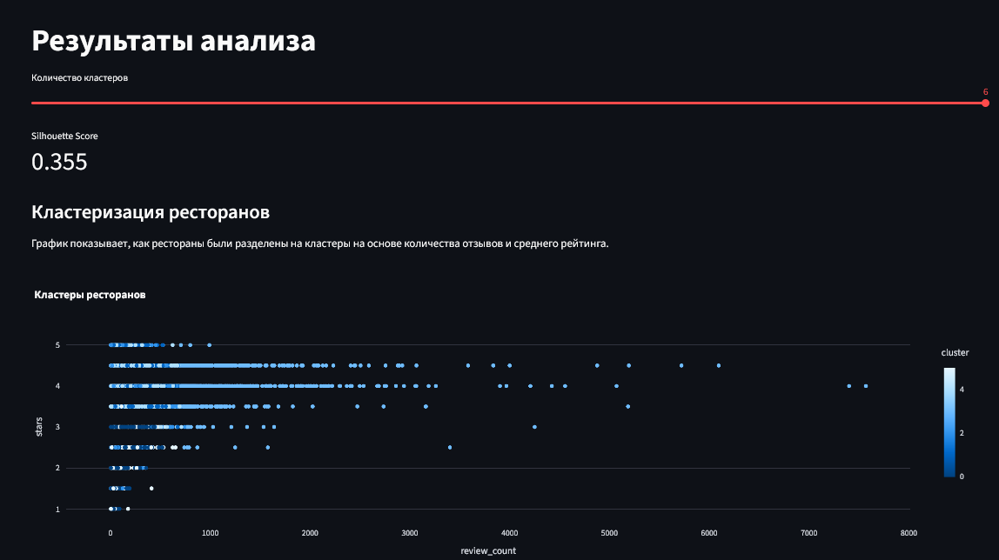 Результаты анализа
Количество кластеров
6
Silhouette Score
0.355
Кластеризация ресторанов
График показывает, как рестораны были разделены на кластеры на основе количества отзывов и среднего рейтинга.
Кластеры ресторанов
5
4
3
2
1
stars
0
1000
2000
3000
4000
5000
6000
7000
8000
review_count
cluster
4
2
0